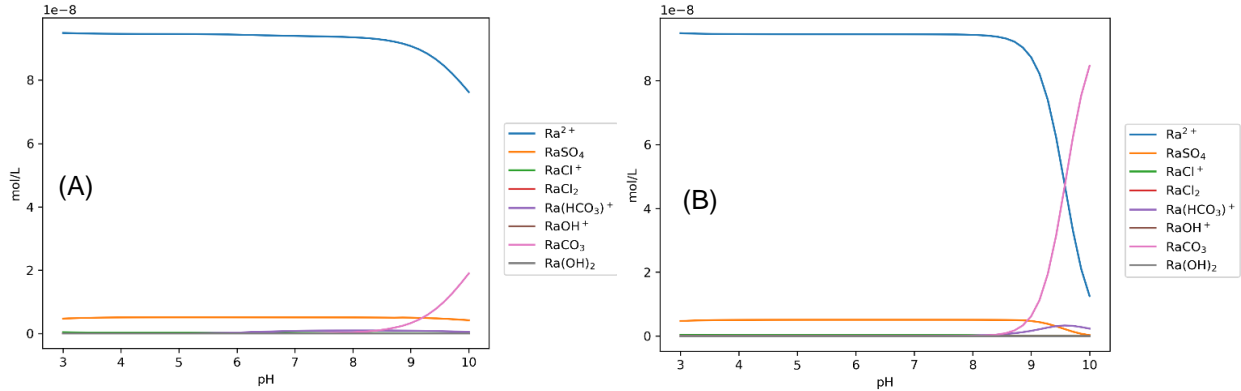 1e−8
8
6
4
2
0
mol/L
(A)
3 4 5 6 7 8 9 10
pH
Ra²⁺
RaSO₄
RaCl⁺
RaCl₂
Ra(HCO₃)⁺
RaOH⁺
RaCO₃
Ra(OH)₂
1e−8
8
6
4
2
0
mol/L
(B)
3 4 5 6 7 8 9 10
pH
Ra²⁺
RaSO₄
RaCl⁺
RaCl₂
Ra(HCO₃)⁺
RaOH⁺
RaCO₃
Ra(OH)₂